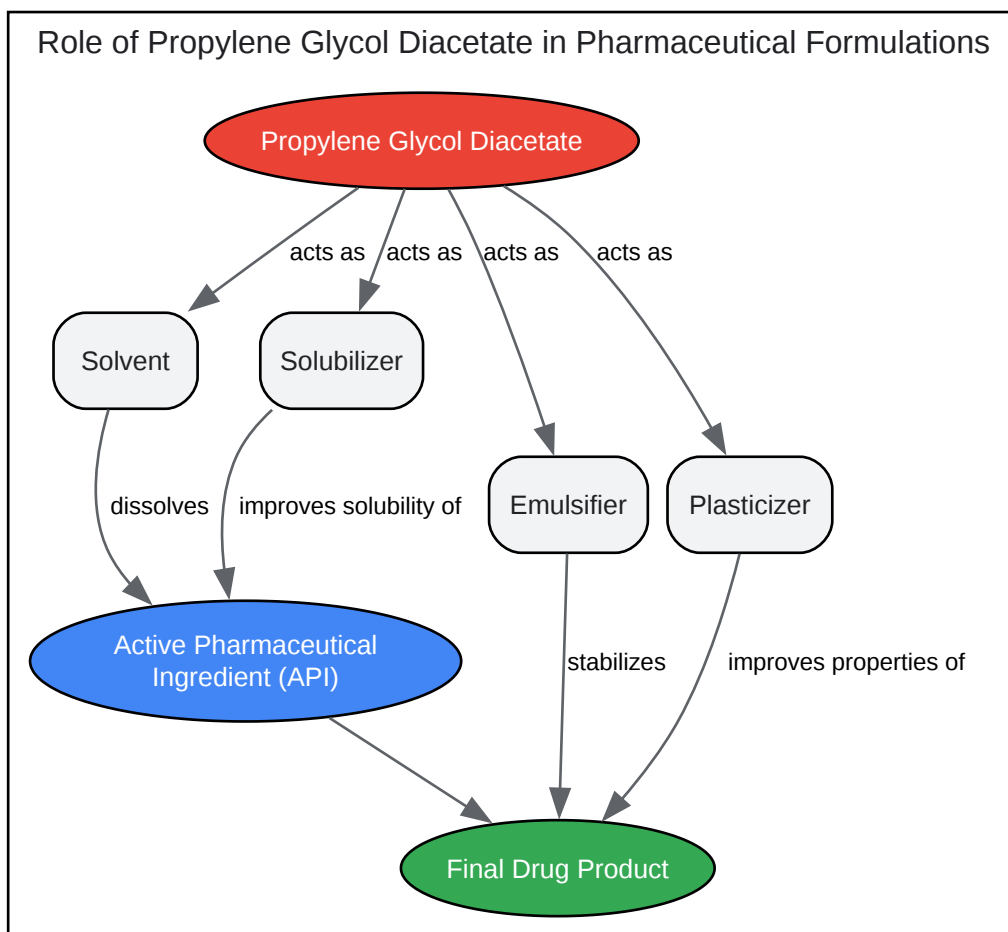 Role of Propylene Glycol Diacetate in Pharmaceutical Formulations
Propylene Glycol Diacetate
acts as
acts as
acts as
acts as
Solvent
Solubilizer
Emulsifier
Plasticizer
dissolves
improves solubility of
Active Pharmaceutical
Ingredient (API)
stabilizes
improves properties of
Final Drug Product